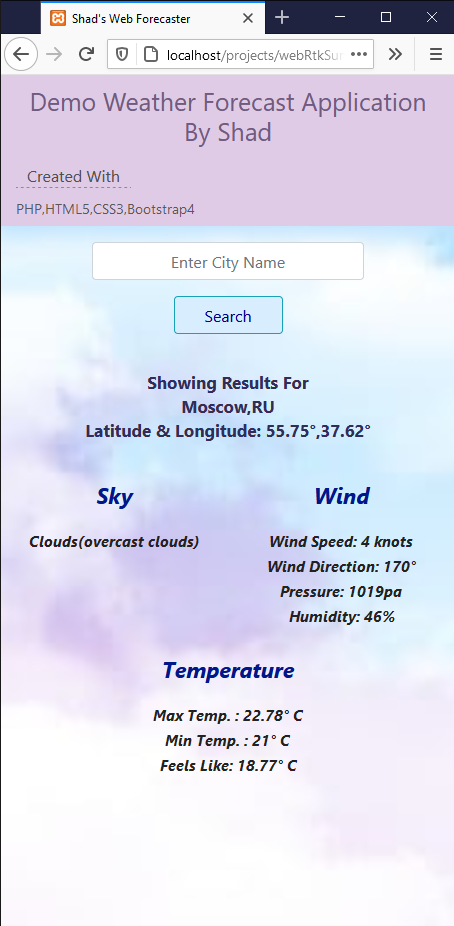 Shad's Web Forecaster
localhost/projects/webRtkSu
Demo Weather Forecast Application
By Shad
Created With
PHP,HTML5,CSS3,Bootstrap4
Enter City Name
Search
Showing Results For
Moscow,RU
Latitude & Longitude: 55.75°,37.62°
Sky
Clouds(overcast clouds)
Wind
Wind Speed: 4 knots
Wind Direction: 170°
Pressure: 1019pa
Humidity: 46%
Temperature
Max Temp. : 22.78° C
Min Temp. : 21° C
Feels Like: 18.77° C